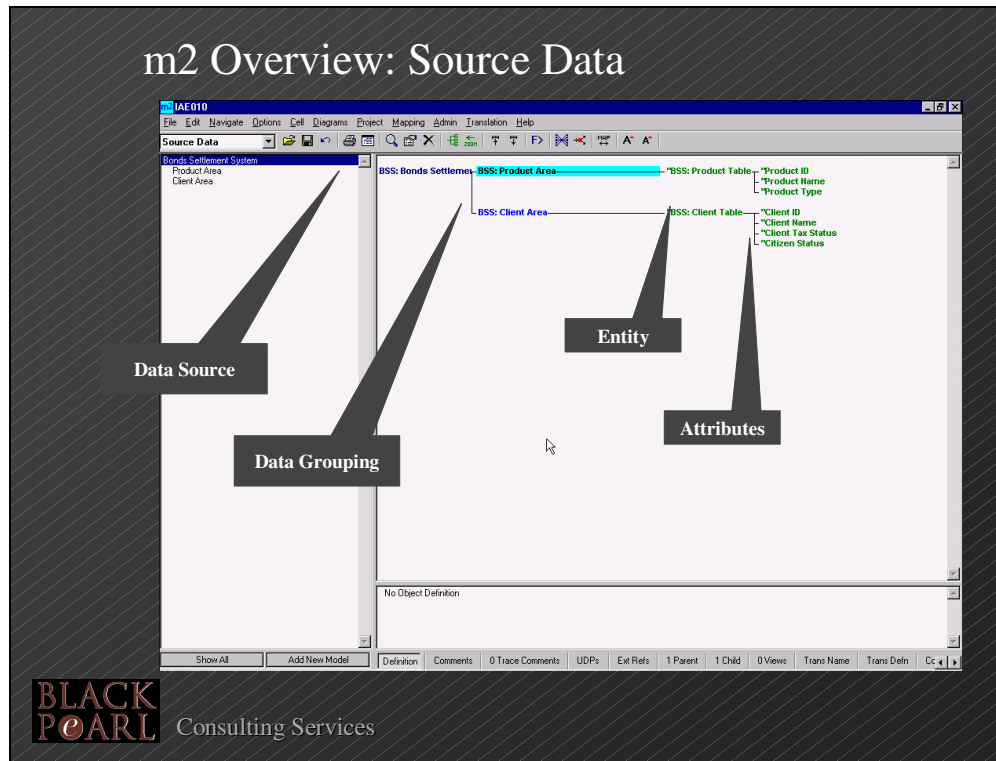 m2 Overview: Source Data
m2 IAE010
File Edit Navigate Options Cell Diagrams Project Mapping Admin Translation Help
Source Data
ZOOM
F>
MAP
A A
Bonds Settlement System
Product Area
Client Area
BSS: Bonds Settlemer
BSS: Product Area
"BSS: Product Table
"Product ID
"Product Name
"Product Type
BSS: Client Area
"BSS: Client Table
"Client ID
"Client Name
"Client Tax Status
"Citizen Status
Entity
Data Source
Attributes
Data Grouping
No Object Definition
Show All Add New Model Definition Comments 0 Trace Comments UDPs Ext Refs 1 Parent 1 Child 0 Views Trans Name Trans Defn
BLACK
PeARL Consulting Services